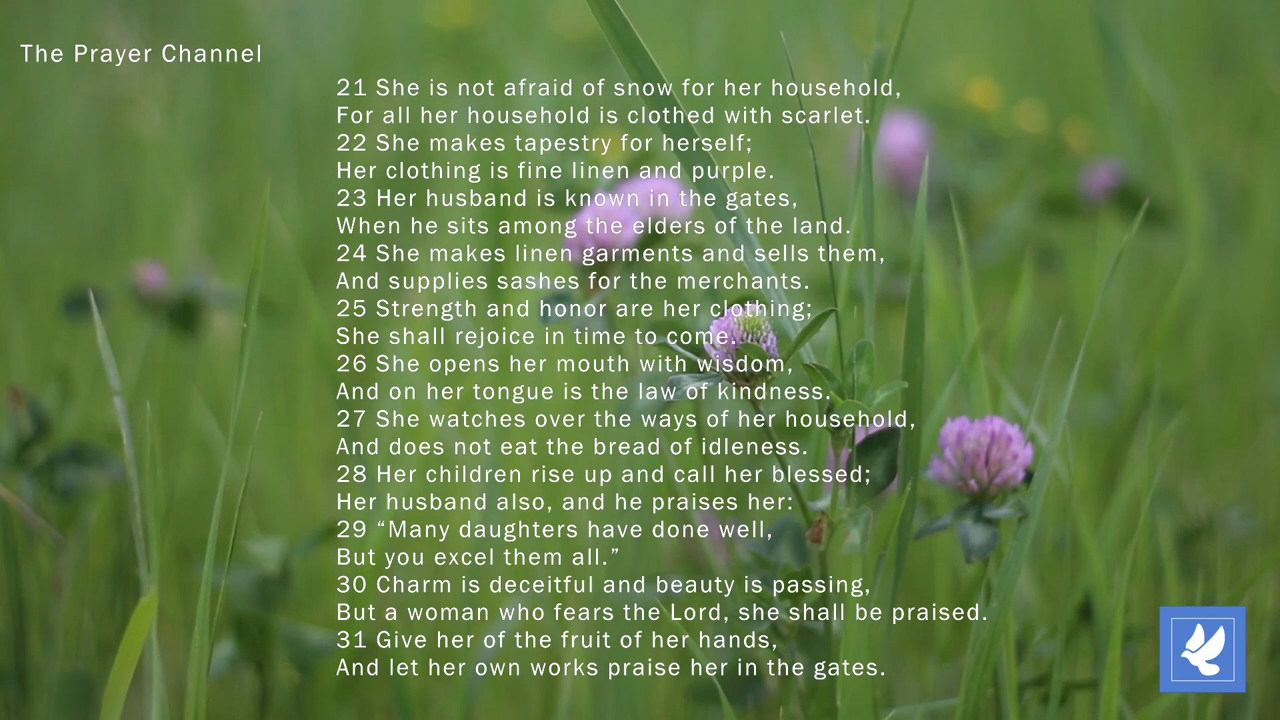 The Prayer Channel
21 She is not afraid of snow for her household,
For all her household is clothed with scarlet.
22 She makes tapestry for herself;
Her clothing is fine linen and purple.
23 Her husband is known in the gates,
When he sits among the elders of the land.
24 She makes linen garments and sells them,
And supplies sashes for the merchants.
25 Strength and honor are her clothing;
She shall rejoice in time to come.
26 She opens her mouth with wisdom,
And on her tongue is the law of kindness.
27 She watches over the ways of her household,
And does not eat the bread of idleness.
28 Her children rise up and call her blessed;
Her husband also, and he praises her:
29 “Many daughters have done well,
But you excel them all.”
30 Charm is deceitful and beauty is passing,
But a woman who fears the Lord, she shall be praised.
31 Give her of the fruit of her hands,
And let her own works praise her in the gates.